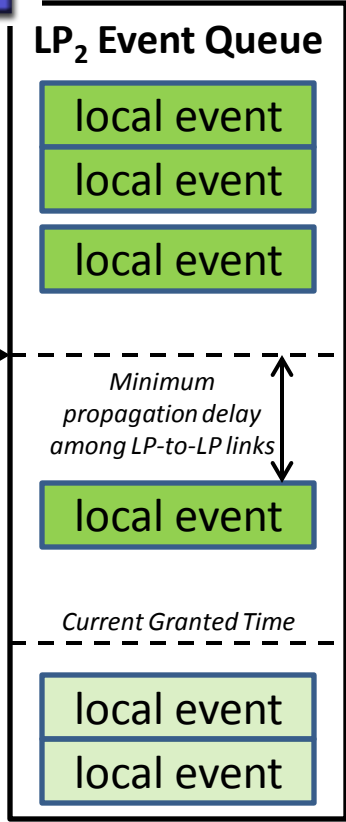 LP₂ Event Queue
local event
local event
local event
Minimum
propagation delay
among LP-to-LP links
local event
Current Granted Time
local event
local event